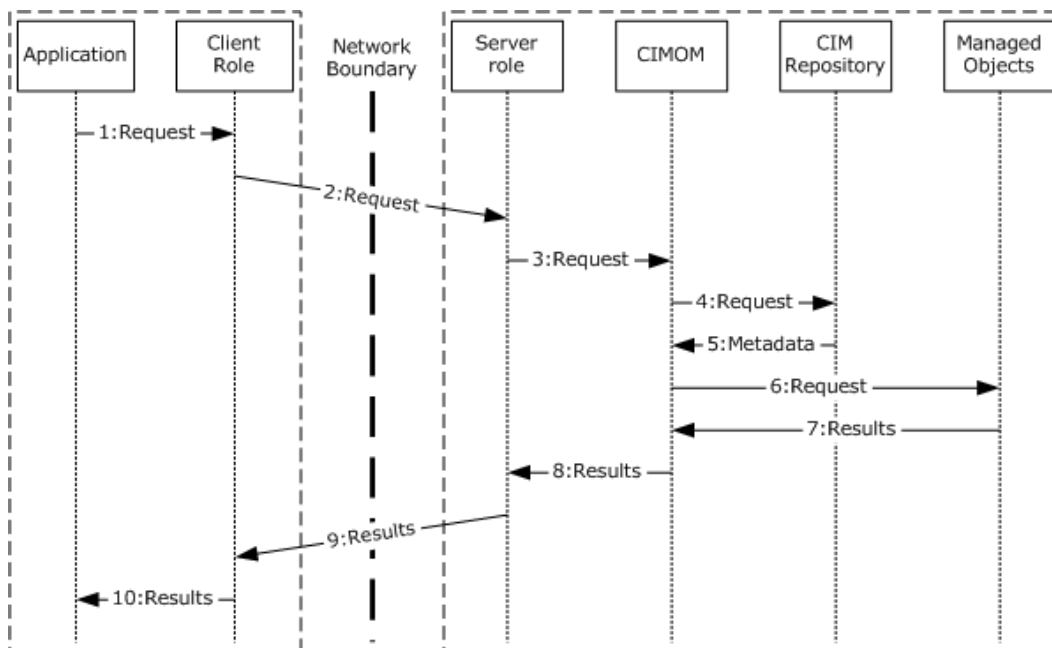 Application
Client
Role
Network
Boundary
Server
role
CIMOM
CIM
Repository
Managed
Objects
1:Request
2:Request
3:Request
4:Request
5:Metadata
6:Request
7:Results
8:Results
9:Results
10:Results